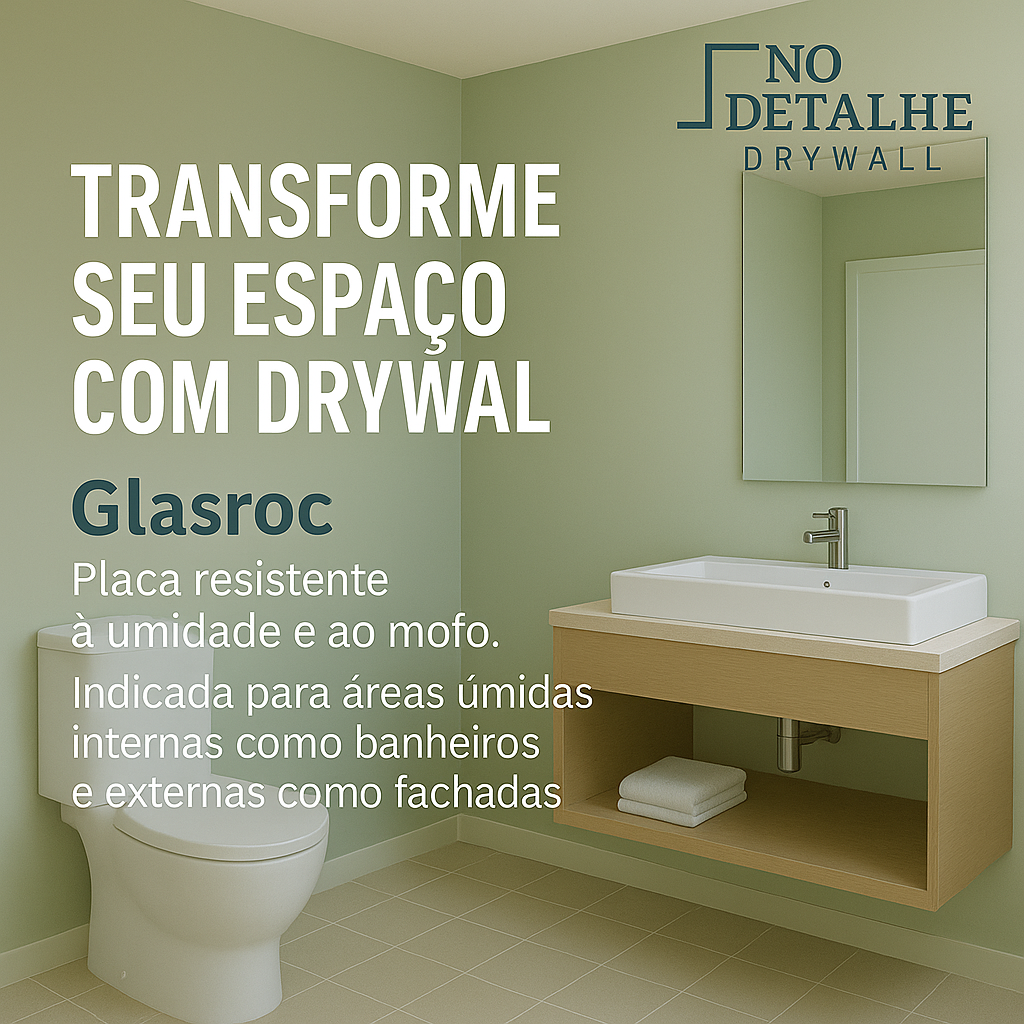 NO
DETALHE
DRYWALL
TRANSFORME
SEU ESPAÇO
COM DRYWAL
Glasroc
Placa resistente
à umidade e ao mofo.
Indicada para áreas úmidas
internas como banheiros
e externas como fachadas